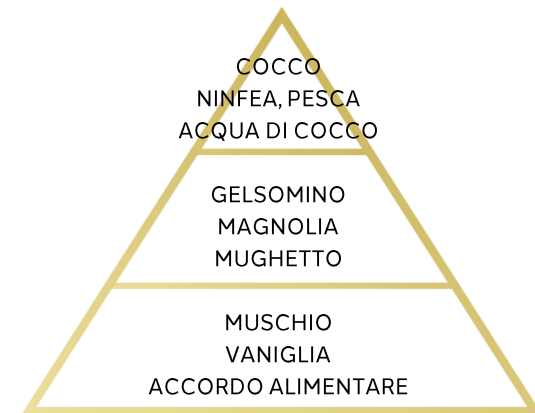 COCCO
NINFEA, PESCA
ACQUA DI COCCO
GELSOMINO
MAGNOLIA
MUGHETTO
MUSCHIO
VANIGLIA
ACCORDO ALIMENTARE